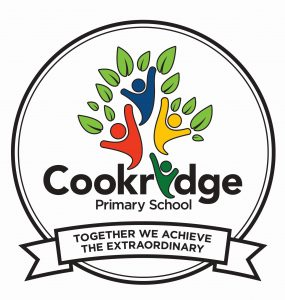 Cookridge
Primary School
TOGETHER WE ACHIEVE
THE EXTRAORDINARY